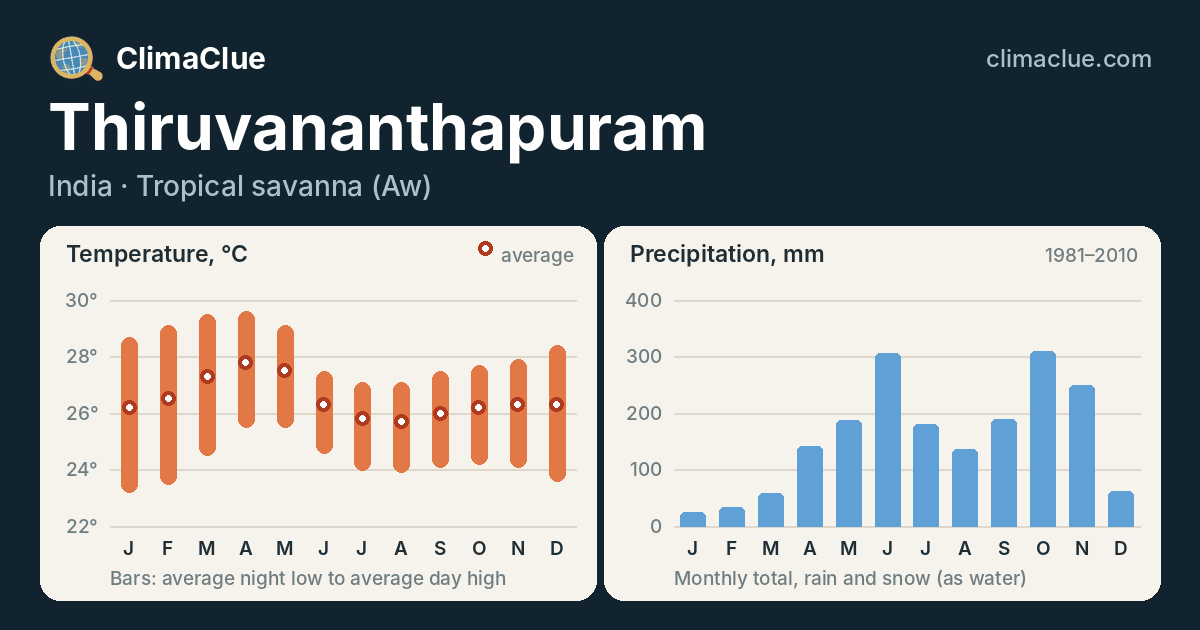 ClimaClue
climaclue.com
Thiruvananthapuram
India · Tropical savanna (Aw)
Temperature, °C
average
30°
28°
26°
24°
22°
J F M A M J J A S O N D
Bars: average night low to average day high
Precipitation, mm
1981–2010
400
300
200
100
0
J F M A M J J A S O N D
Monthly total, rain and snow (as water)